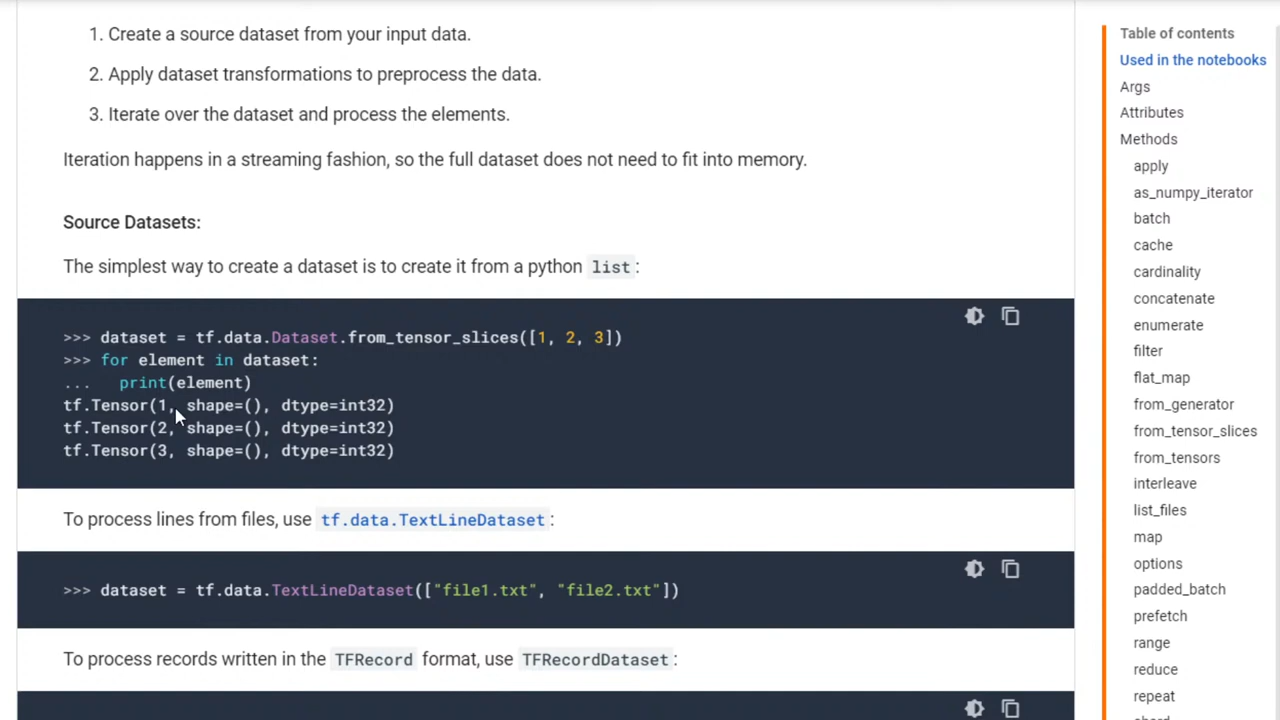 1. Create a source dataset from your input data.
2. Apply dataset transformations to preprocess the data.
3. Iterate over the dataset and process the elements.
Iteration happens in a streaming fashion, so the full dataset does not need to fit into memory.
Source Datasets:
The simplest way to create a dataset is to create it from a python list:
>>> dataset = tf.data.Dataset.from_tensor_slices([1, 2, 3])
>>> for element in dataset:
...   print(element)
tf.Tensor(1, shape=(), dtype=int32)
tf.Tensor(2, shape=(), dtype=int32)
tf.Tensor(3, shape=(), dtype=int32)
To process lines from files, use tf.data.TextLineDataset:
>>> dataset = tf.data.TextLineDataset(["file1.txt", "file2.txt"])
To process records written in the TFRecord format, use TFRecordDataset:
Table of contents
Used in the notebooks
Args
Attributes
Methods
apply
as_numpy_iterator
batch
cache
cardinality
concatenate
enumerate
filter
flat_map
from_generator
from_tensor_slices
from_tensors
interleave
list_files
map
options
padded_batch
prefetch
range
reduce
repeat